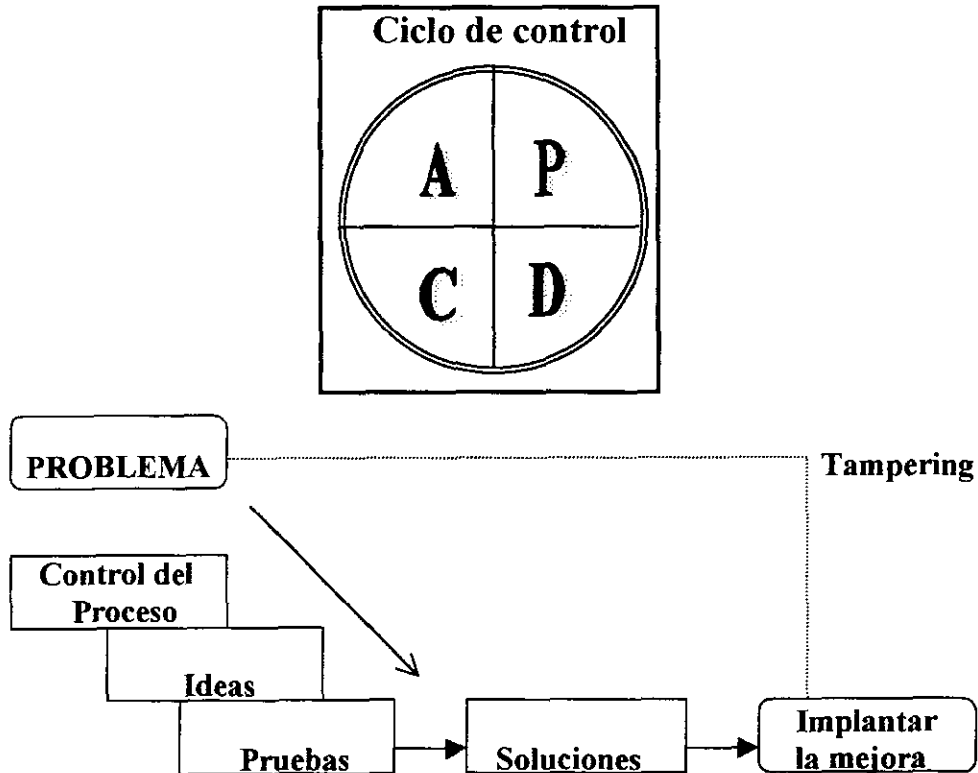 Ciclo de control
A P
C D
PROBLEMA
Tampering
Control del
Proceso
Ideas
Pruebas
Soluciones
Implantar
la mejora